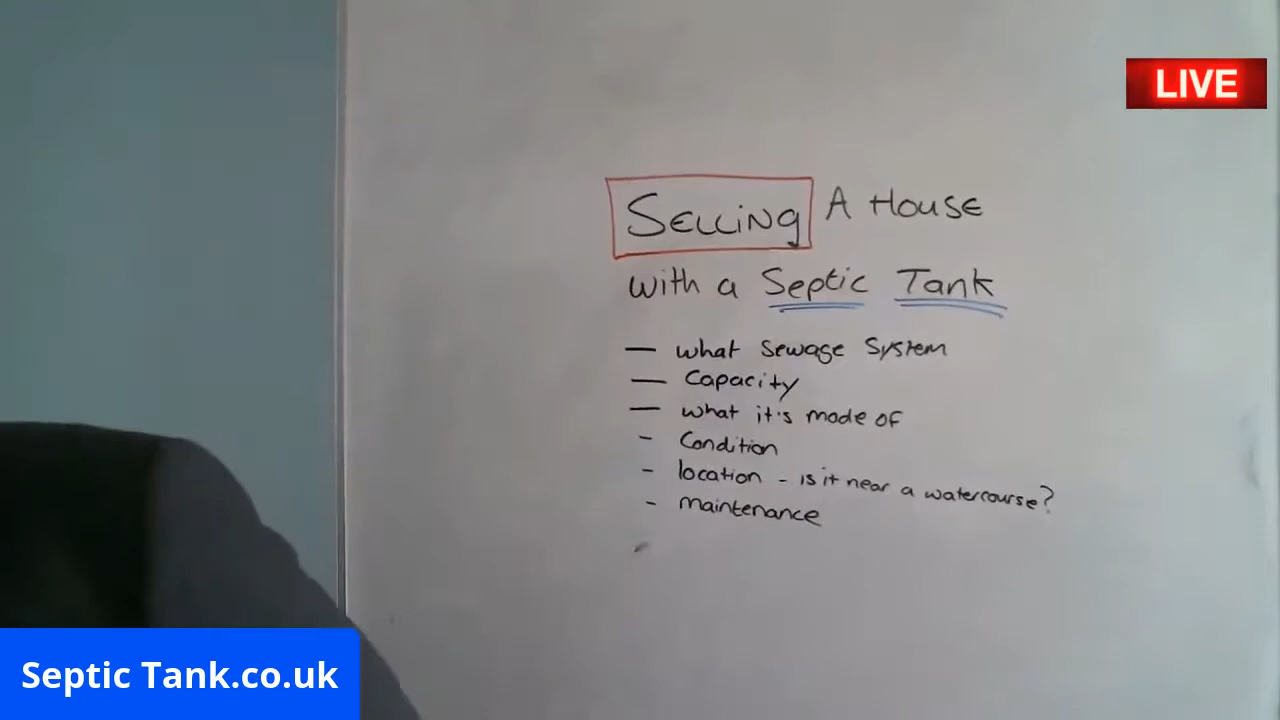 LIVE
Selling A House
with a Septic Tank
— what Sewage System
— Capacity
— what it's made of
- Condition
- location - is it near a watercourse?
- maintenance
Septic Tank.co.uk